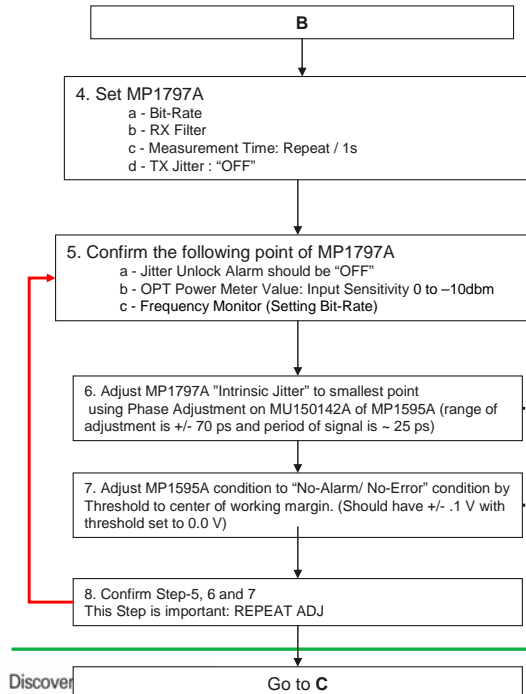 B
4. Set MP1797A
a - Bit-Rate
b - RX Filter
c - Measurement Time: Repeat / 1s
d - TX Jitter : “OFF”
5. Confirm the following point of MP1797A
a - Jitter Unlock Alarm should be “OFF”
b - OPT Power Meter Value: Input Sensitivity 0 to –10dbm
c - Frequency Monitor (Setting Bit-Rate)
6. Adjust MP1797A ”Intrinsic Jitter” to smallest point
using Phase Adjustment on MU150142A of MP1595A (range of
adjustment is +/- 70 ps and period of signal is ~ 25 ps)
7. Adjust MP1595A condition to “No-Alarm/ No-Error” condition by
Threshold to center of working margin. (Should have +/- .1 V with
threshold set to 0.0 V)
8. Confirm Step-5, 6 and 7
This Step is important: REPEAT ADJ
Discover
Go to C